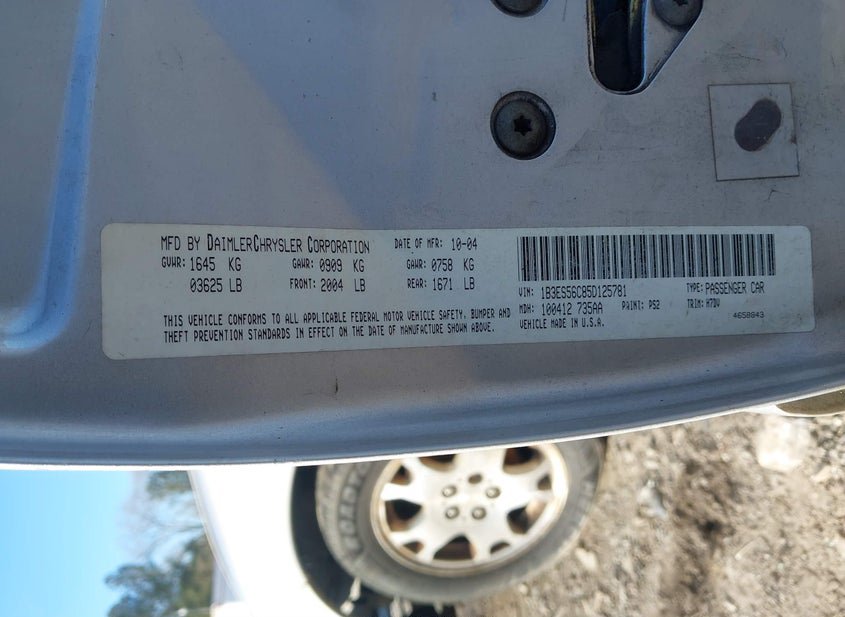 MFD BY DAIMLERCHRYSLER CORPORATION DATE OF MFR: 10-04
GVWR: 1645 KG GAWR: 0909 KG GAWR: 0758 KG
03625 LB FRONT: 2004 LB REAR: 1671 LB
THIS VEHICLE CONFORMS TO ALL APPLICABLE FEDERAL MOTOR VEHICLE SAFETY, BUMPER AND
THEFT PREVENTION STANDARDS IN EFFECT ON THE DATE OF MANUFACTURE SHOWN ABOVE.
VIN: 1B3ES56C85D125781 TYPE: PASSENGER CAR
MDH: 100412 735AA PAINT: PS2 TRIM: H7DV
VEHICLE MADE IN U.S.A. 4658843